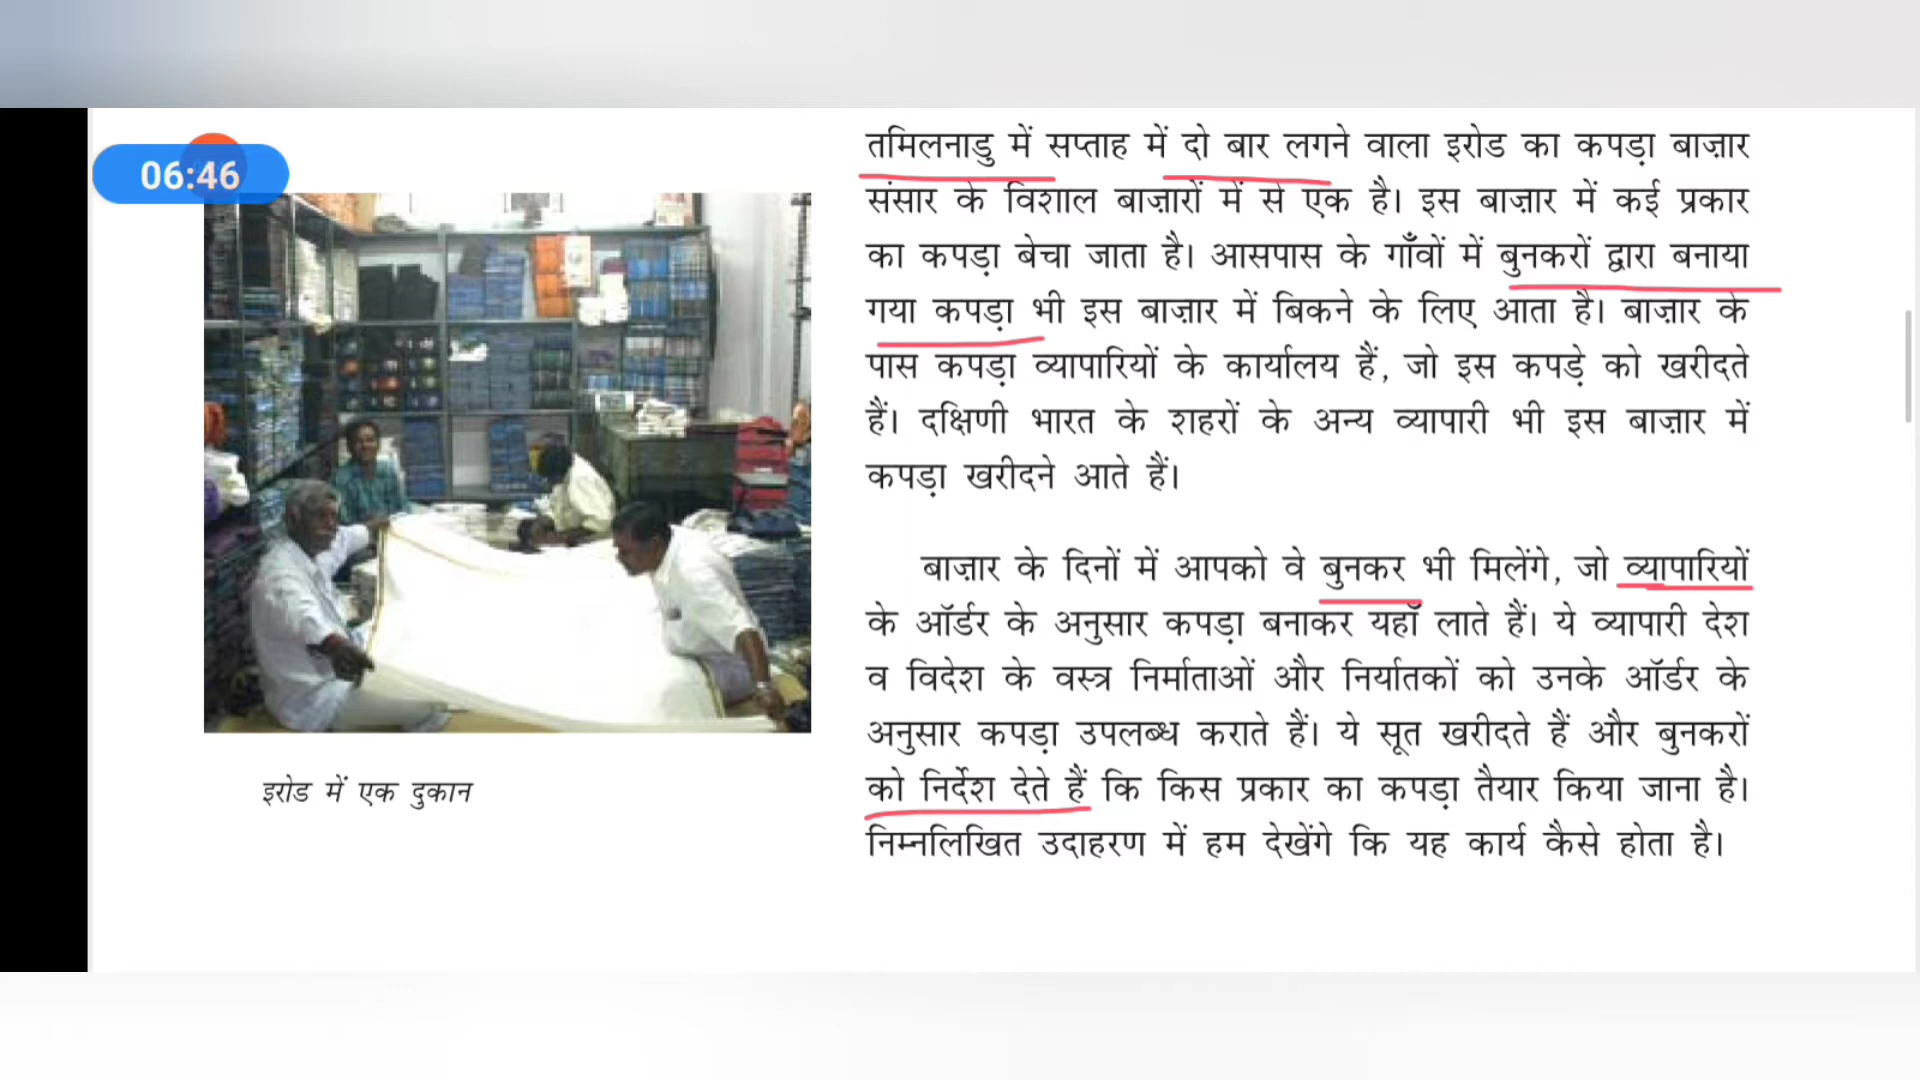 06:46
तमिलनाडु में सप्ताह में दो बार लगने वाला इरोड का कपड़ा बाज़ार
संसार के विशाल बाज़ारों में से एक है। इस बाज़ार में कई प्रकार
का कपड़ा बेचा जाता है। आसपास के गाँवों में बुनकरों द्वारा बनाया
गया कपड़ा भी इस बाज़ार में बिकने के लिए आता है। बाज़ार के
पास कपड़ा व्यापारियों के कार्यालय हैं, जो इस कपड़े को खरीदते
हैं। दक्षिणी भारत के शहरों के अन्य व्यापारी भी इस बाज़ार में
कपड़ा खरीदने आते हैं।
बाज़ार के दिनों में आपको वे बुनकर भी मिलेंगे, जो व्यापारियों
के ऑर्डर के अनुसार कपड़ा बनाकर यहाँ लाते हैं। ये व्यापारी देश
व विदेश के वस्त्र निर्माताओं और निर्यातकों को उनके ऑर्डर के
अनुसार कपड़ा उपलब्ध कराते हैं। ये सूत खरीदते हैं और बुनकरों
को निर्देश देते हैं कि किस प्रकार का कपड़ा तैयार किया जाना है।
निम्नलिखित उदाहरण में हम देखेंगे कि यह कार्य कैसे होता है।
इरोड में एक दुकान